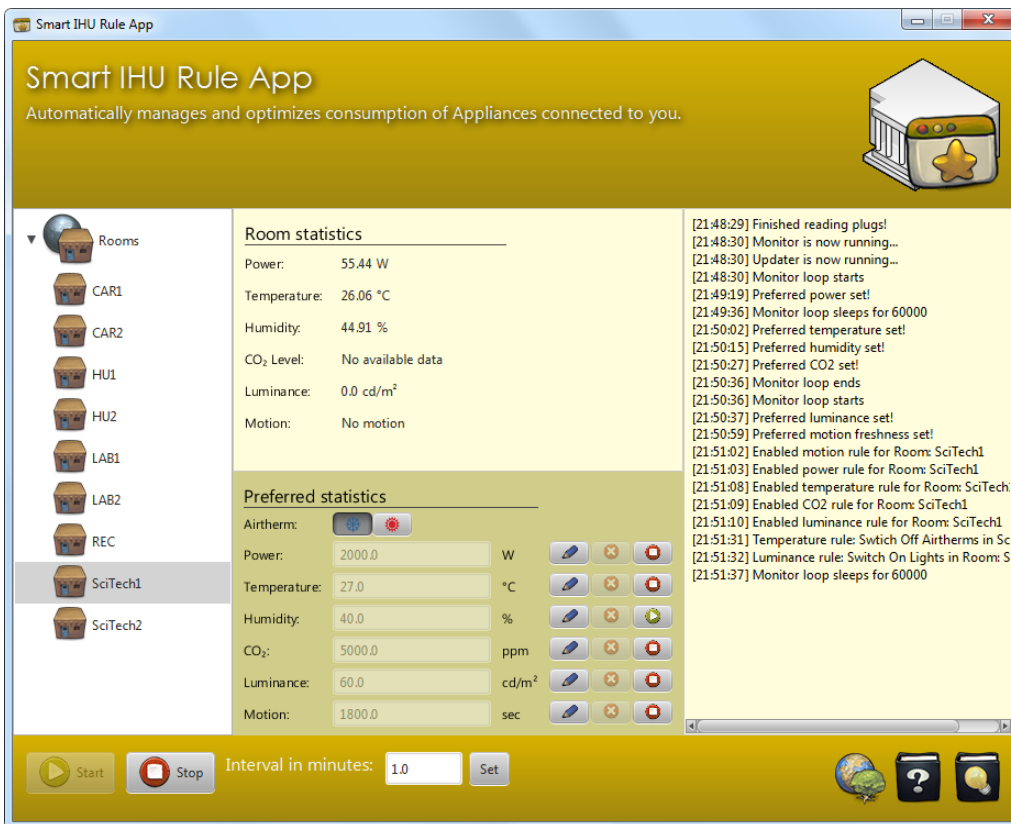 Smart IHU Rule App
Smart IHU Rule App
Automatically manages and optimizes consumption of Appliances connected to you.
Rooms
CAR1
CAR2
HU1
HU2
LAB1
LAB2
REC
SciTech1
SciTech2
Room statistics
Power: 55.44 W
Temperature: 26.06 °C
Humidity: 44.91 %
CO₂ Level: No available data
Luminance: 0.0 cd/m²
Motion: No motion
Preferred statistics
Airtherm:
Power: 2000.0 W
Temperature: 27.0 °C
Humidity: 40.0 %
CO₂: 5000.0 ppm
Luminance: 60.0 cd/m²
Motion: 1800.0 sec
[21:48:29] Finished reading plugs!
[21:48:30] Monitor is now running...
[21:48:30] Updater is now running...
[21:48:30] Monitor loop starts
[21:49:19] Preferred power set!
[21:49:36] Monitor loop sleeps for 60000
[21:50:02] Preferred temperature set!
[21:50:15] Preferred humidity set!
[21:50:27] Preferred CO2 set!
[21:50:36] Monitor loop ends
[21:50:36] Monitor loop starts
[21:50:37] Preferred luminance set!
[21:50:59] Preferred motion freshness set!
[21:51:02] Enabled motion rule for Room: SciTech1
[21:51:03] Enabled power rule for Room: SciTech1
[21:51:08] Enabled temperature rule for Room: SciTech
[21:51:09] Enabled CO2 rule for Room: SciTech1
[21:51:10] Enabled luminance rule for Room: SciTech1
[21:51:31] Temperature rule: Swtich Off Airtherms in Sc
[21:51:32] Luminance rule: Switch On Lights in Room: S
[21:51:37] Monitor loop sleeps for 60000
Start
Stop
Interval in minutes: 1.0 Set
?